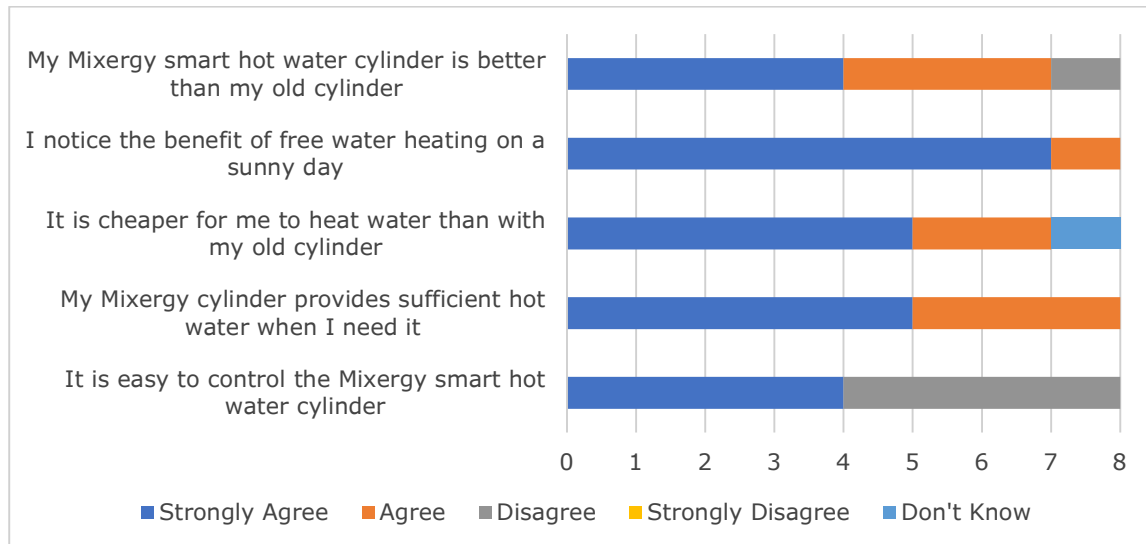 My Mixergy smart hot water cylinder is better
than my old cylinder
I notice the benefit of free water heating on a
sunny day
It is cheaper for me to heat water than with
my old cylinder
My Mixergy cylinder provides sufficient hot
water when I need it
It is easy to control the Mixergy smart hot
water cylinder
0 1 2 3 4 5 6 7 8
Strongly Agree Agree Disagree Strongly Disagree Don't Know